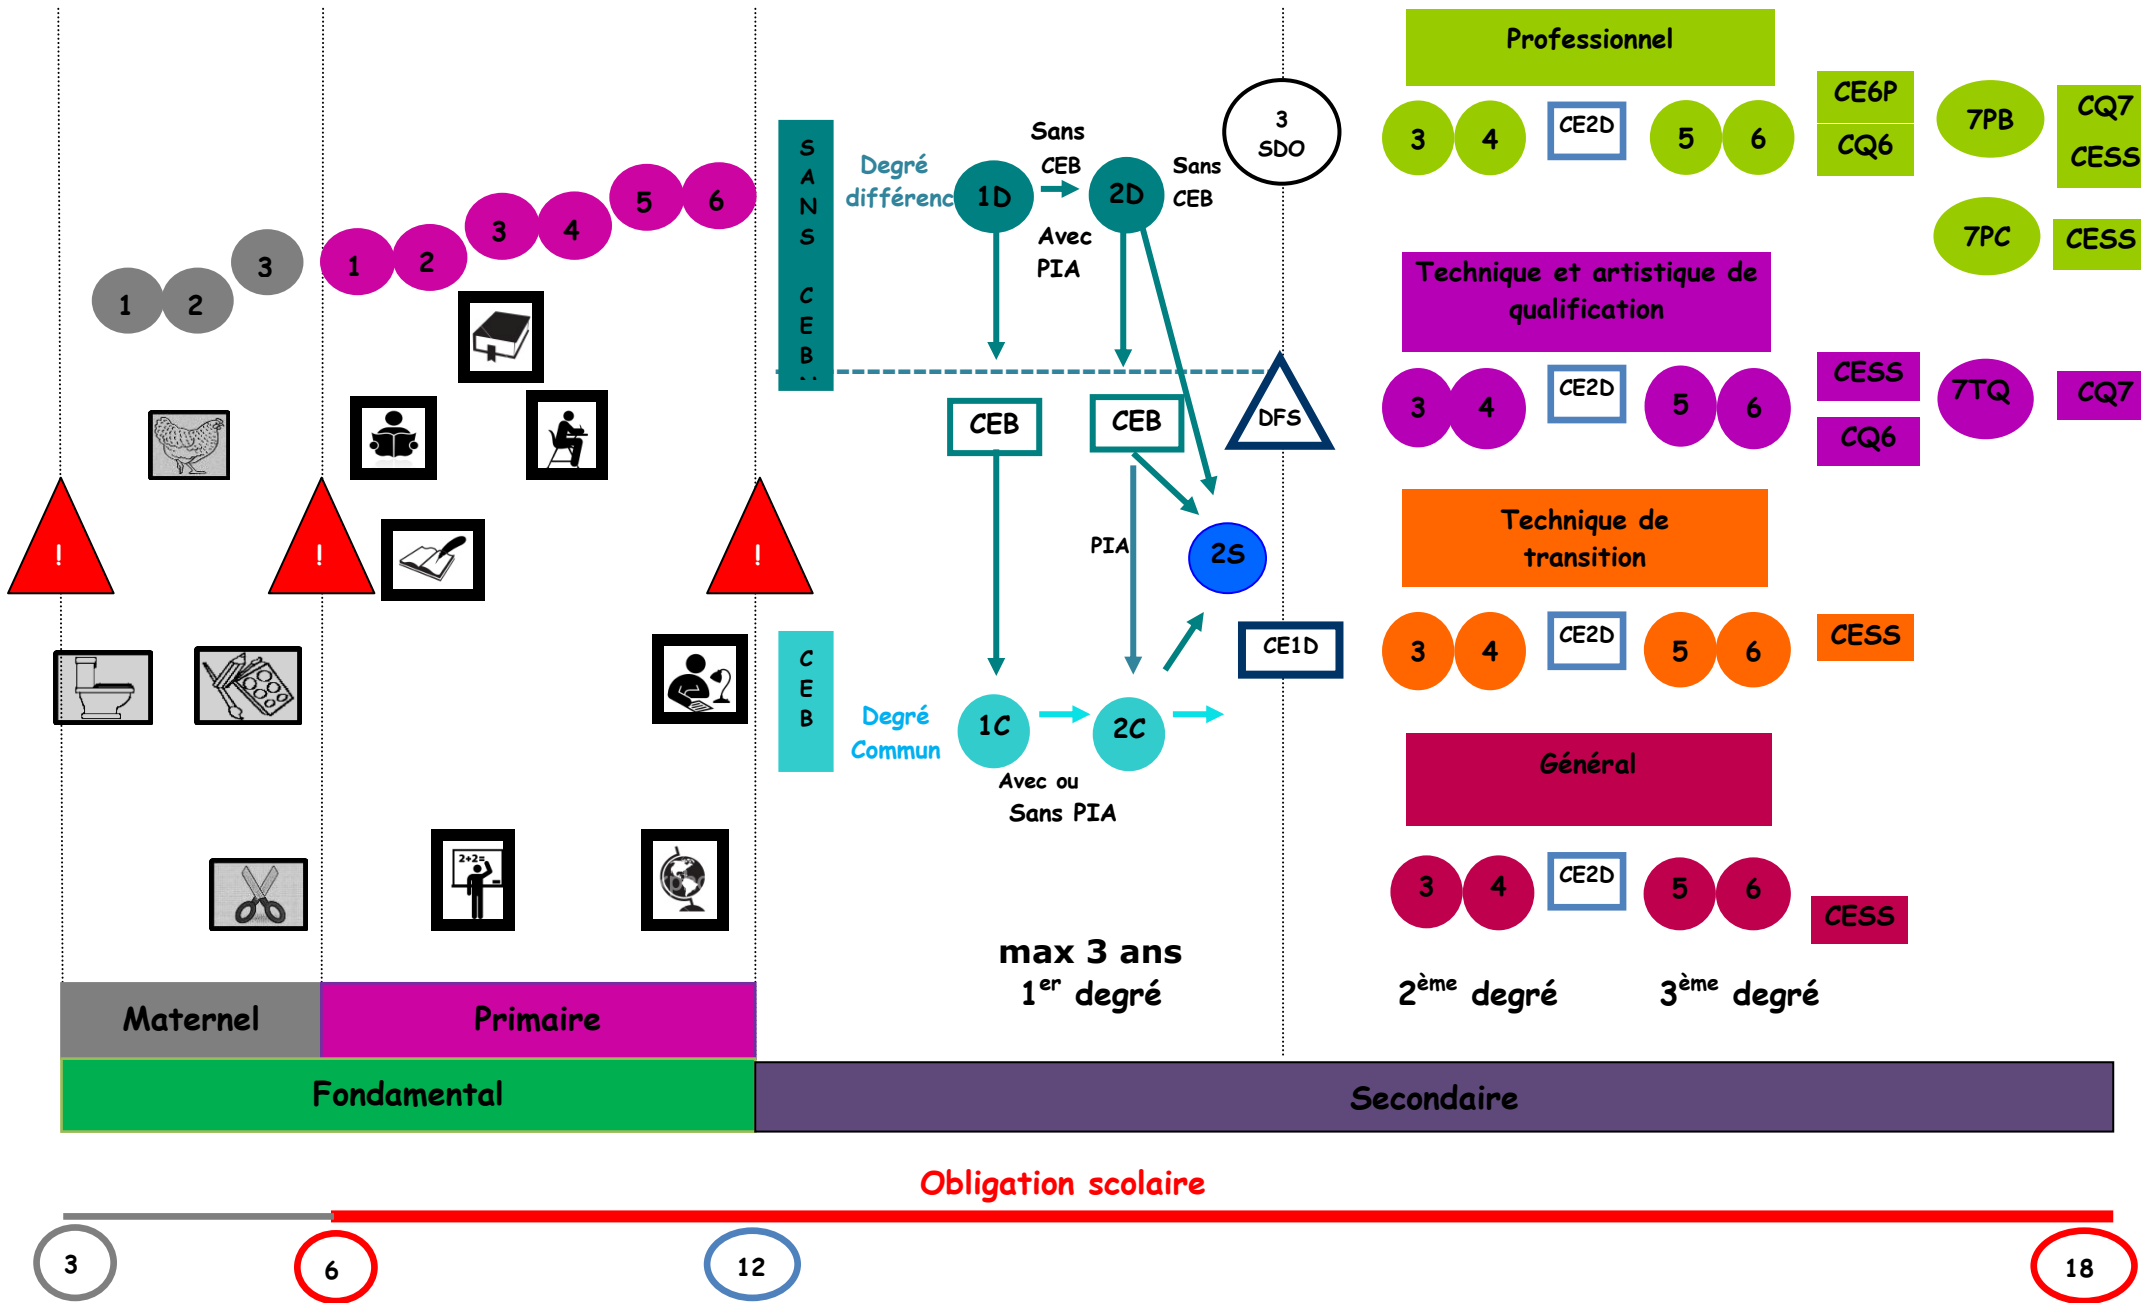 Professionnel
3
4
CE2D
5
6
CE6P
CQ6
7PB
CQ7
CESS
7PC
CESS
Technique et artistique de
qualification
3
4
CE2D
5
6
CESS
CQ6
7TQ
CQ7
Technique de
transition
3
4
CE2D
5
6
CESS
Général
3
4
CE2D
5
6
CESS
2ème degré
3ème degré
1
2
3
1
2
3
4
5
6
2+2=
!
!
!
S
A
N
S
C
E
B
Degré
différenc
1D
Sans
CEB
2D
Sans
CEB
Avec
PIA
3
SDO
CEB
CEB
DFS
PIA
2S
CE1D
C
E
B
Degré
Commun
1C
2C
Avec ou
Sans PIA
max 3 ans
1er degré
Maternel
Primaire
Fondamental
Secondaire
Obligation scolaire
3
6
12
18